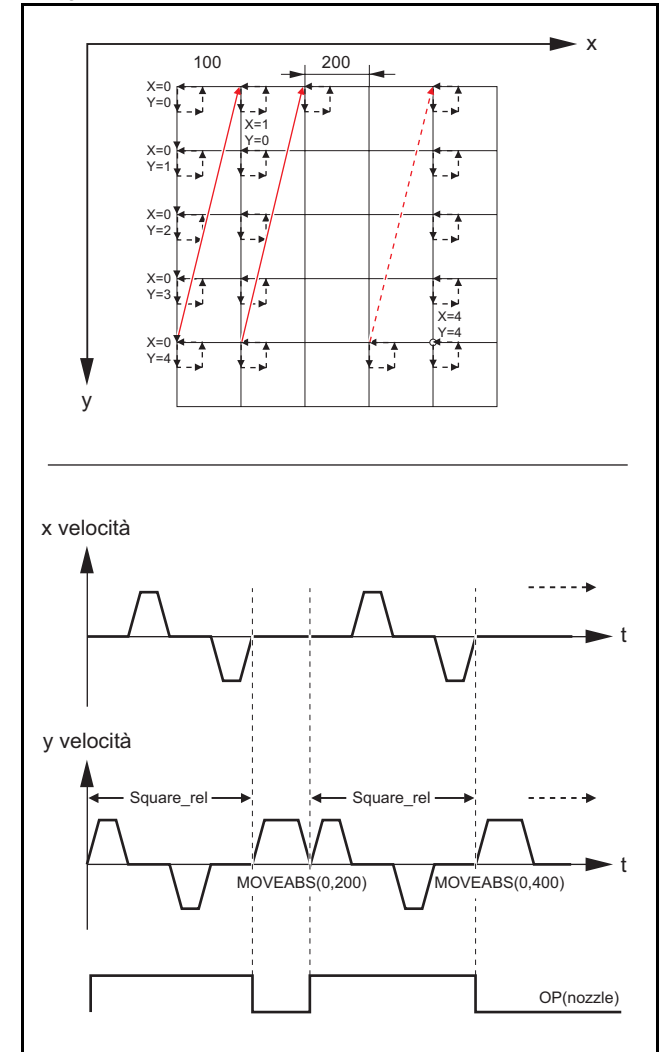 x
100
200
X=0
Y=0
X=1
Y=0
X=0
Y=1
X=0
Y=2
X=0
Y=3
X=4
Y=4
X=0
Y=4
y
x velocità
t
y velocità
Square_rel
Square_rel
t
MOVEABS(0,200)
MOVEABS(0,400)
OP(nozzle)